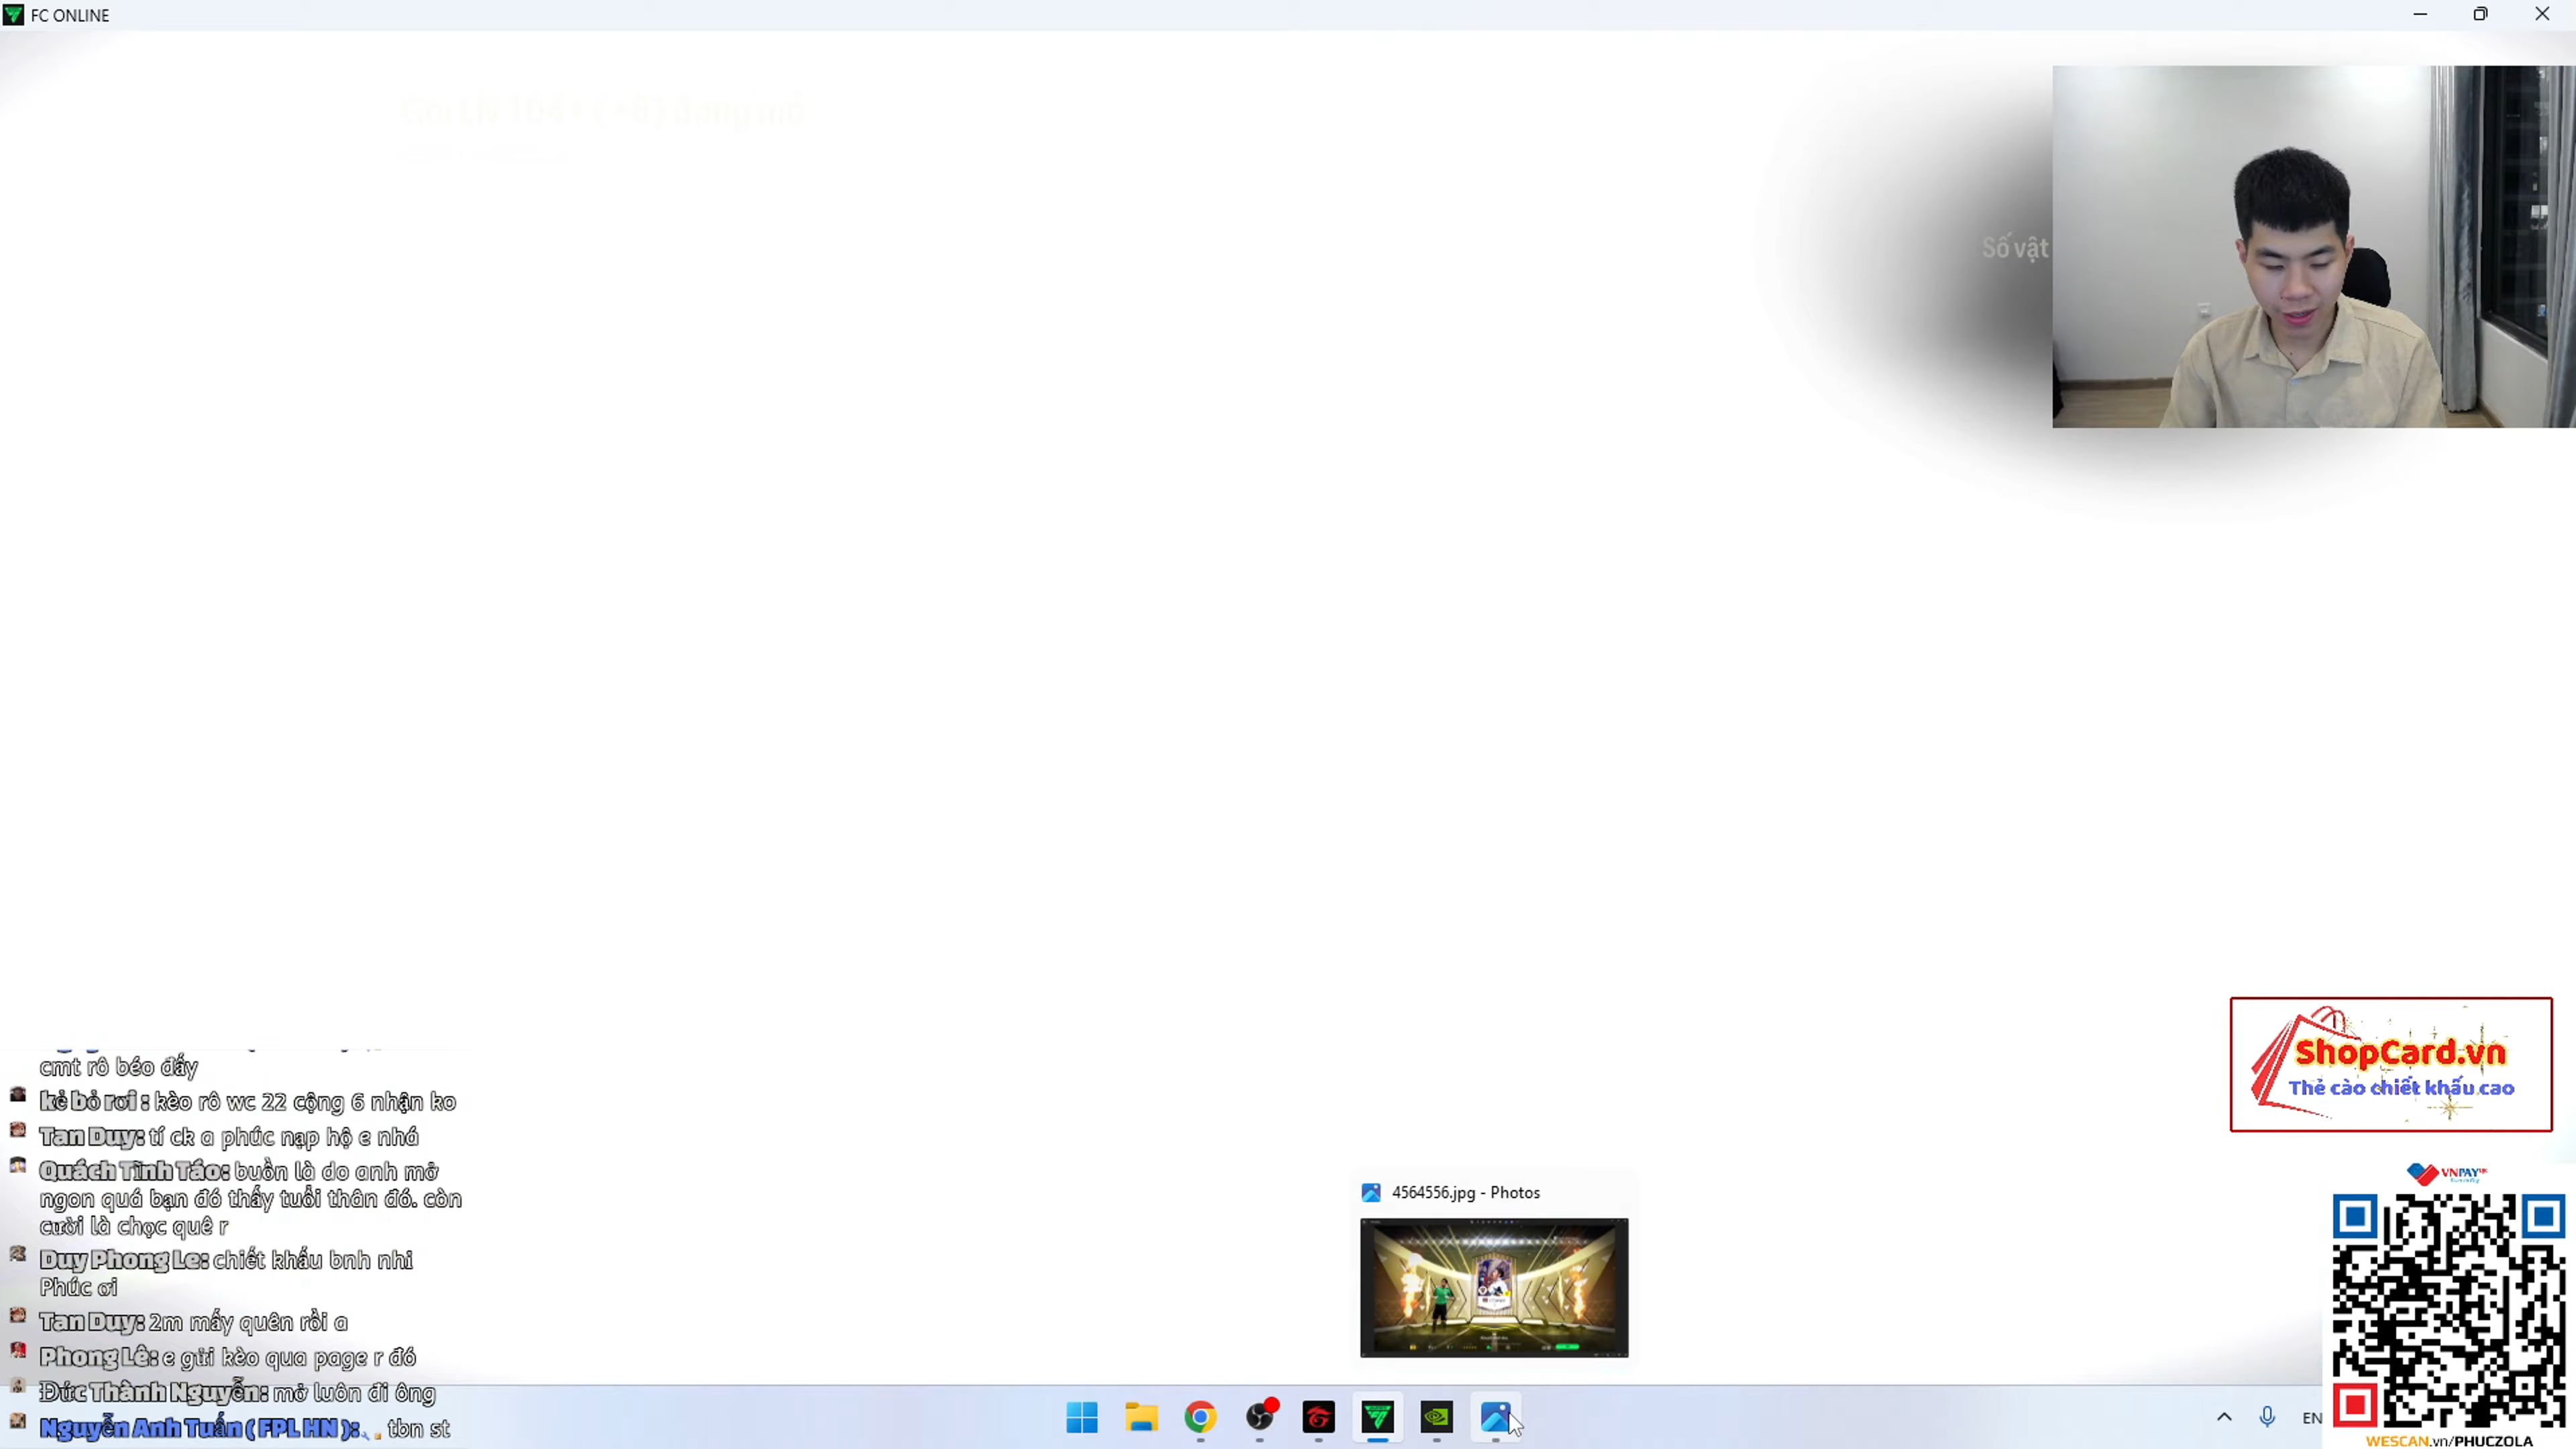 FC ONLINE
Số vật
cmt rô béo đấy
kẻ bỏ rơi : kèo rô wc 22 cộng 6 nhận ko
Tan Duy: tí ck a phúc nạp hộ e nhá
Quách Tĩnh Táo: buồn là do anh mở
ngon quá bạn đó thấy tuổi thân đó. còn
cười là chọc quê r
Duy Phong Le: chiết khấu bnh nhi
Phúc ơi
Tan Duy: 2m mấy quên rồi a
Phong Lê: e gửi kèo qua page r đó
Đức Thành Nguyễn: mở luôn đi ông
Nguyễn Anh Tuấn ( FPL HN ): tbn st
4564556.jpg - Photos
ShopCard.vn
Thẻ cào chiết khấu cao
VNPAY
EN
WESCAN.vn/PHUCZOLA